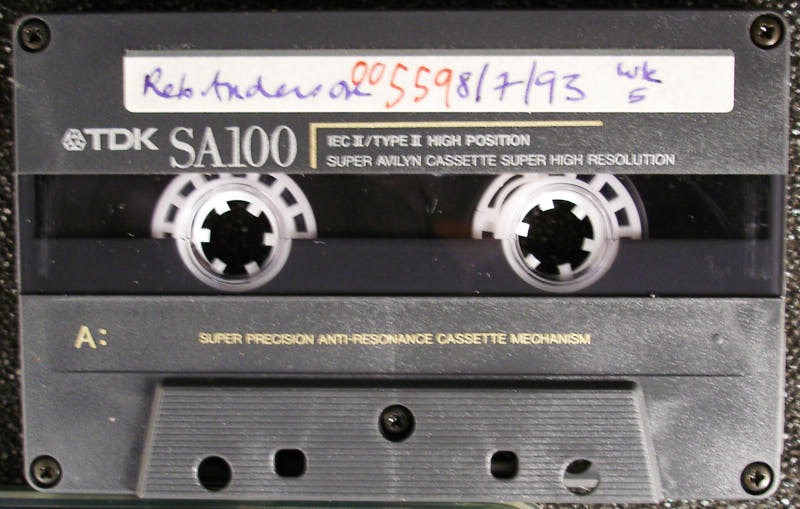 Reb Anderson 00559 8/7/93 wk
5
TDK SA100
IEC II/TYPE II HIGH POSITION
SUPER AVILYN CASSETTE SUPER HIGH RESOLUTION
A: SUPER PRECISION ANTI-RESONANCE CASSETTE MECHANISM